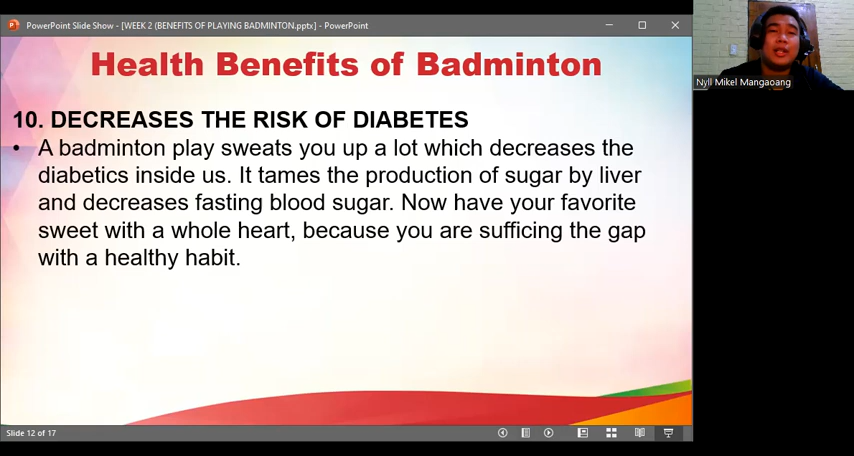 PowerPoint Slide Show - [WEEK 2 (BENEFITS OF PLAYING BADMINTON.pptx] - PowerPoint
Health Benefits of Badminton
Nyll Mikel Mangaoang
10. DECREASES THE RISK OF DIABETES
• A badminton play sweats you up a lot which decreases the
diabetics inside us. It tames the production of sugar by liver
and decreases fasting blood sugar. Now have your favorite
sweet with a whole heart, because you are sufficing the gap
with a healthy habit.
Slide 12 of 17